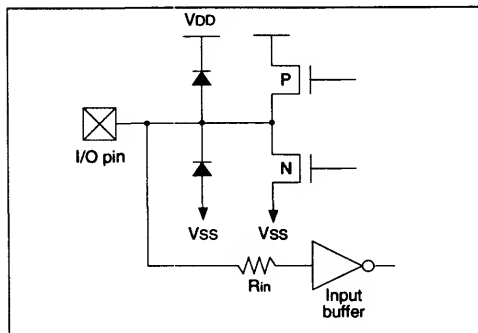 VDD
P
I/O pin
N
VSS
VSS
Rin
Input
buffer